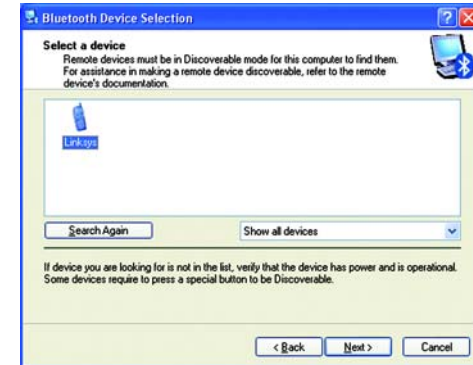 Bluetooth Device Selection
Select a device
Remote devices must be in Discoverable mode for this computer to find them.
For assistance in making a remote device discoverable, refer to the remote
device's documentation.
Linksys
Search Again
Show all devices
If device you are looking for is not in the list, verify that the device has power and is operational.
Some devices require to press a special button to be Discoverable.
< Back
Next >
Cancel